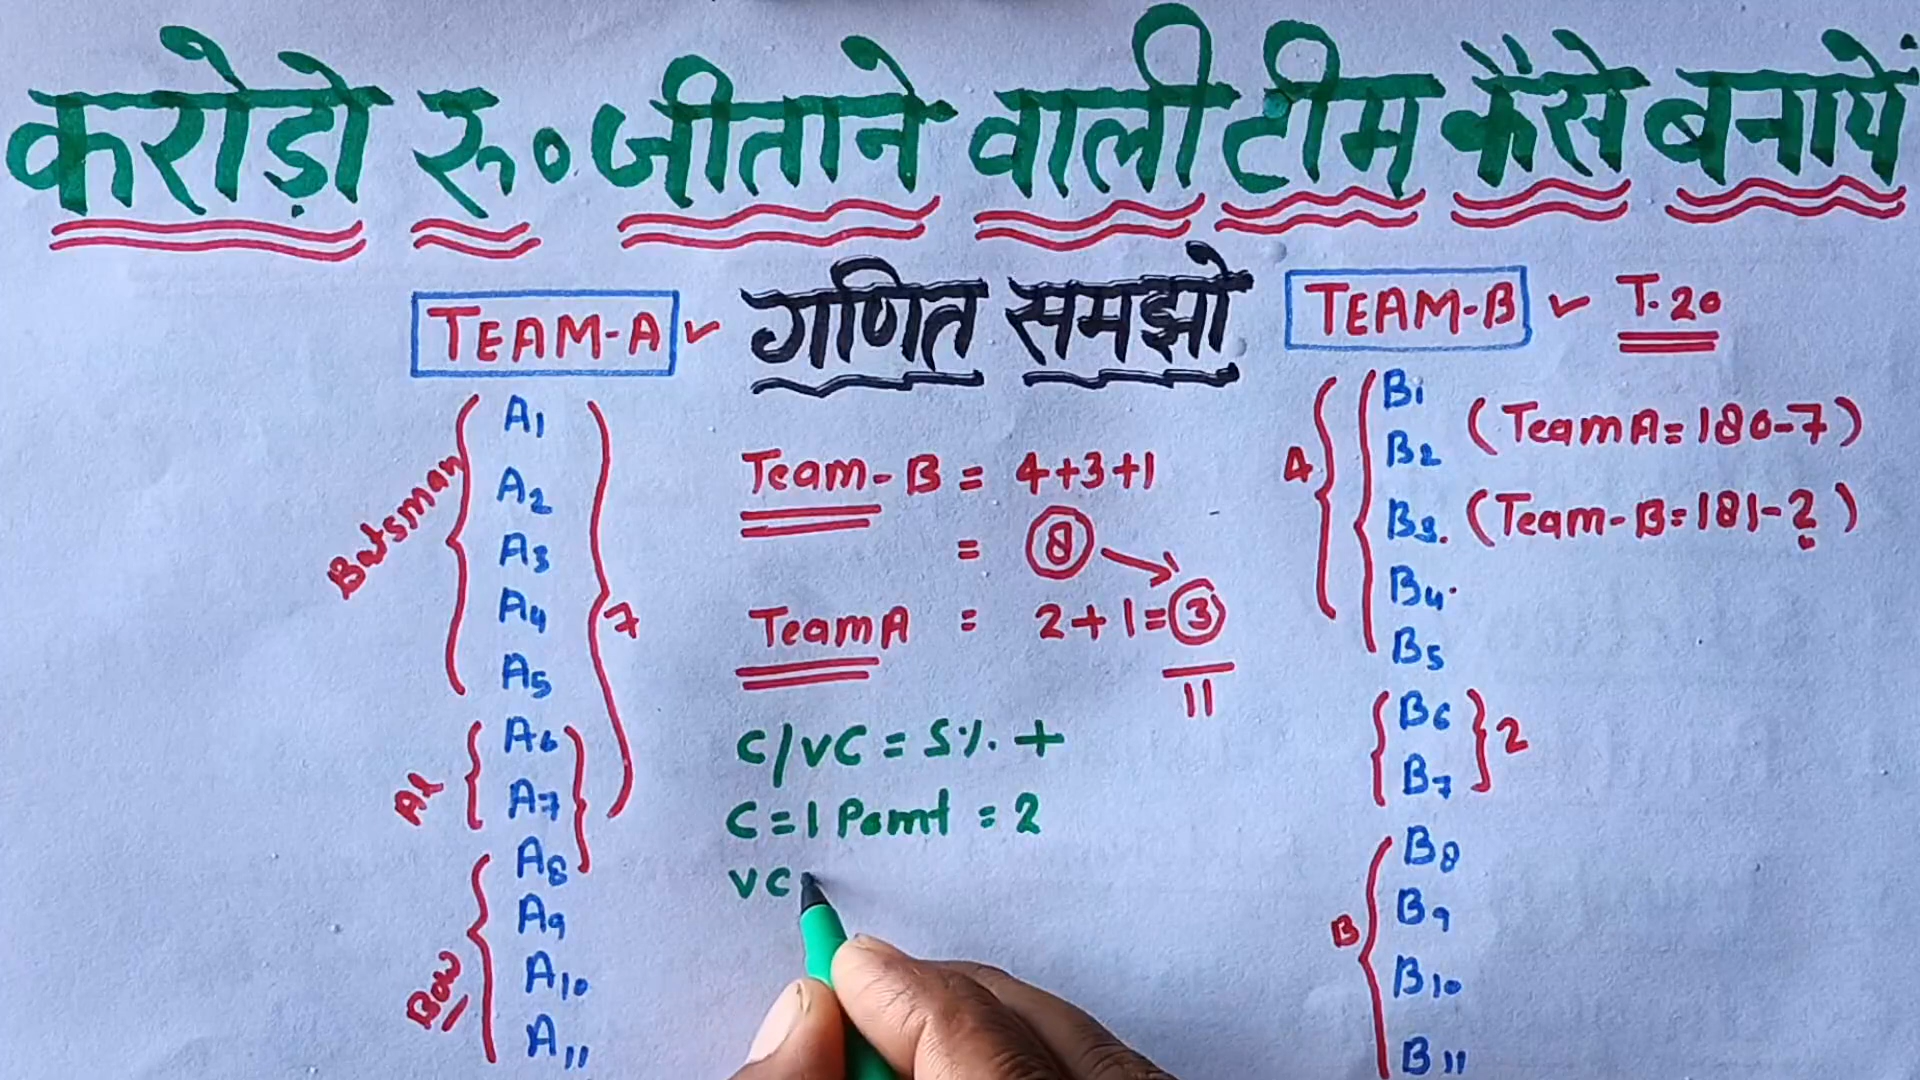 करोड़ो रु० जीताने वाली टीम कैसे बनायें
गणित समझो
TEAM-A
Batsman
A1
A2
A3
A4
A5
7
Al
A6
A7
A8
Bow
A9
A10
A11
Team-B = 4+3+1
= 8
Team A = 2+1=3
11
C/VC = 5%. +
C=1 Point = 2
VC
TEAM-B T.20
4
B1
B2 (Team A=180-7)
B3. (Team-B=181-?)
B4.
B5
B6
B7
2
B
B8
B9
B10
B11